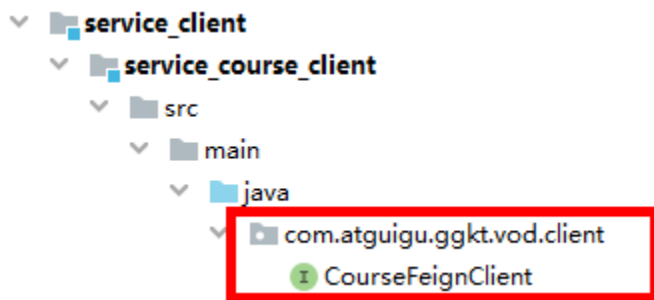 service_client
service_course_client
src
main
java
com.atguigu.ggkt.vod.client
I CourseFeignClient